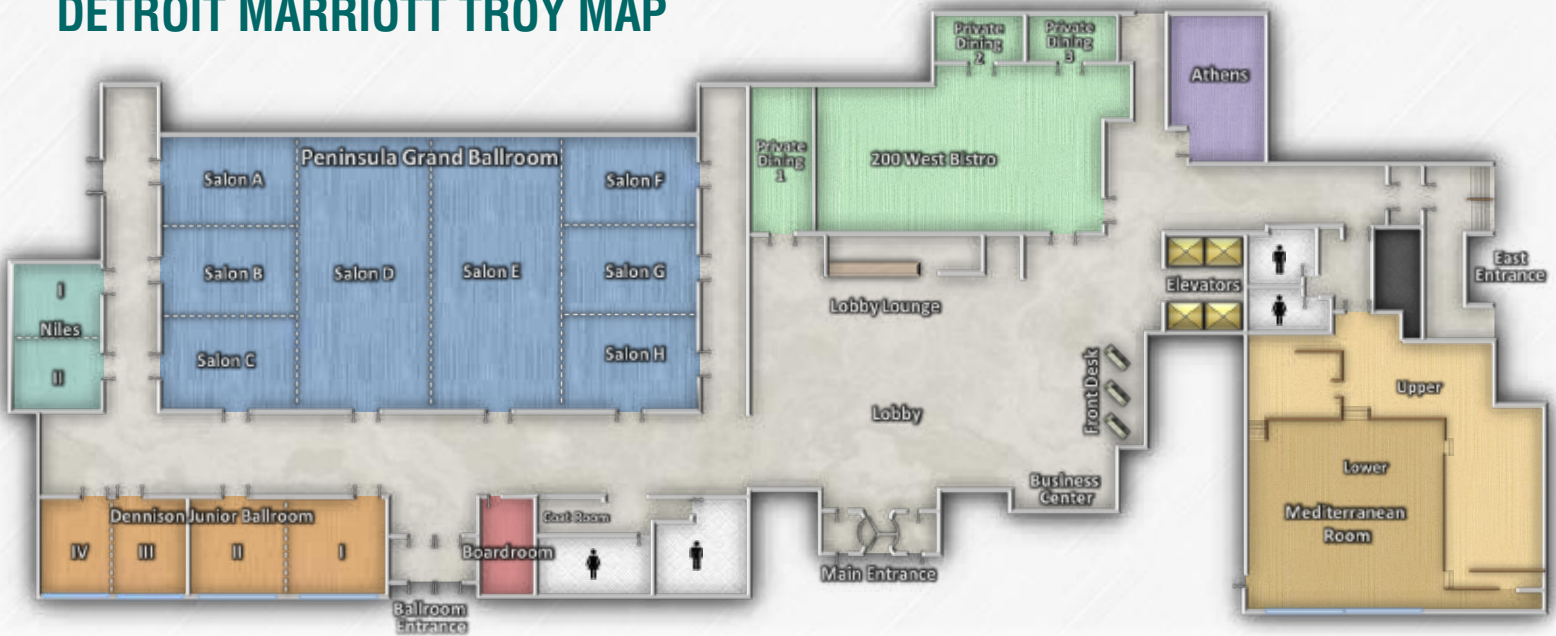 DETROIT MARRIOTT TROY MAP
Private
Dining
2
Private
Dining
3
Athens
Peninsula Grand Ballroom
Private
Dining
1
200 West Bistro
Salon A
Salon F
Salon B
Salon D
Salon E
Salon G
Salon C
Salon H
I
Niles
II
Lobby Lounge
Elevators
East
Entrance
Front Desk
Lobby
Upper
Lower
Mediterranean
Room
Business
Center
Dennison Junior Ballroom
IV
III
II
I
Boardroom
Coat Room
Main Entrance
Ballroom
Entrance